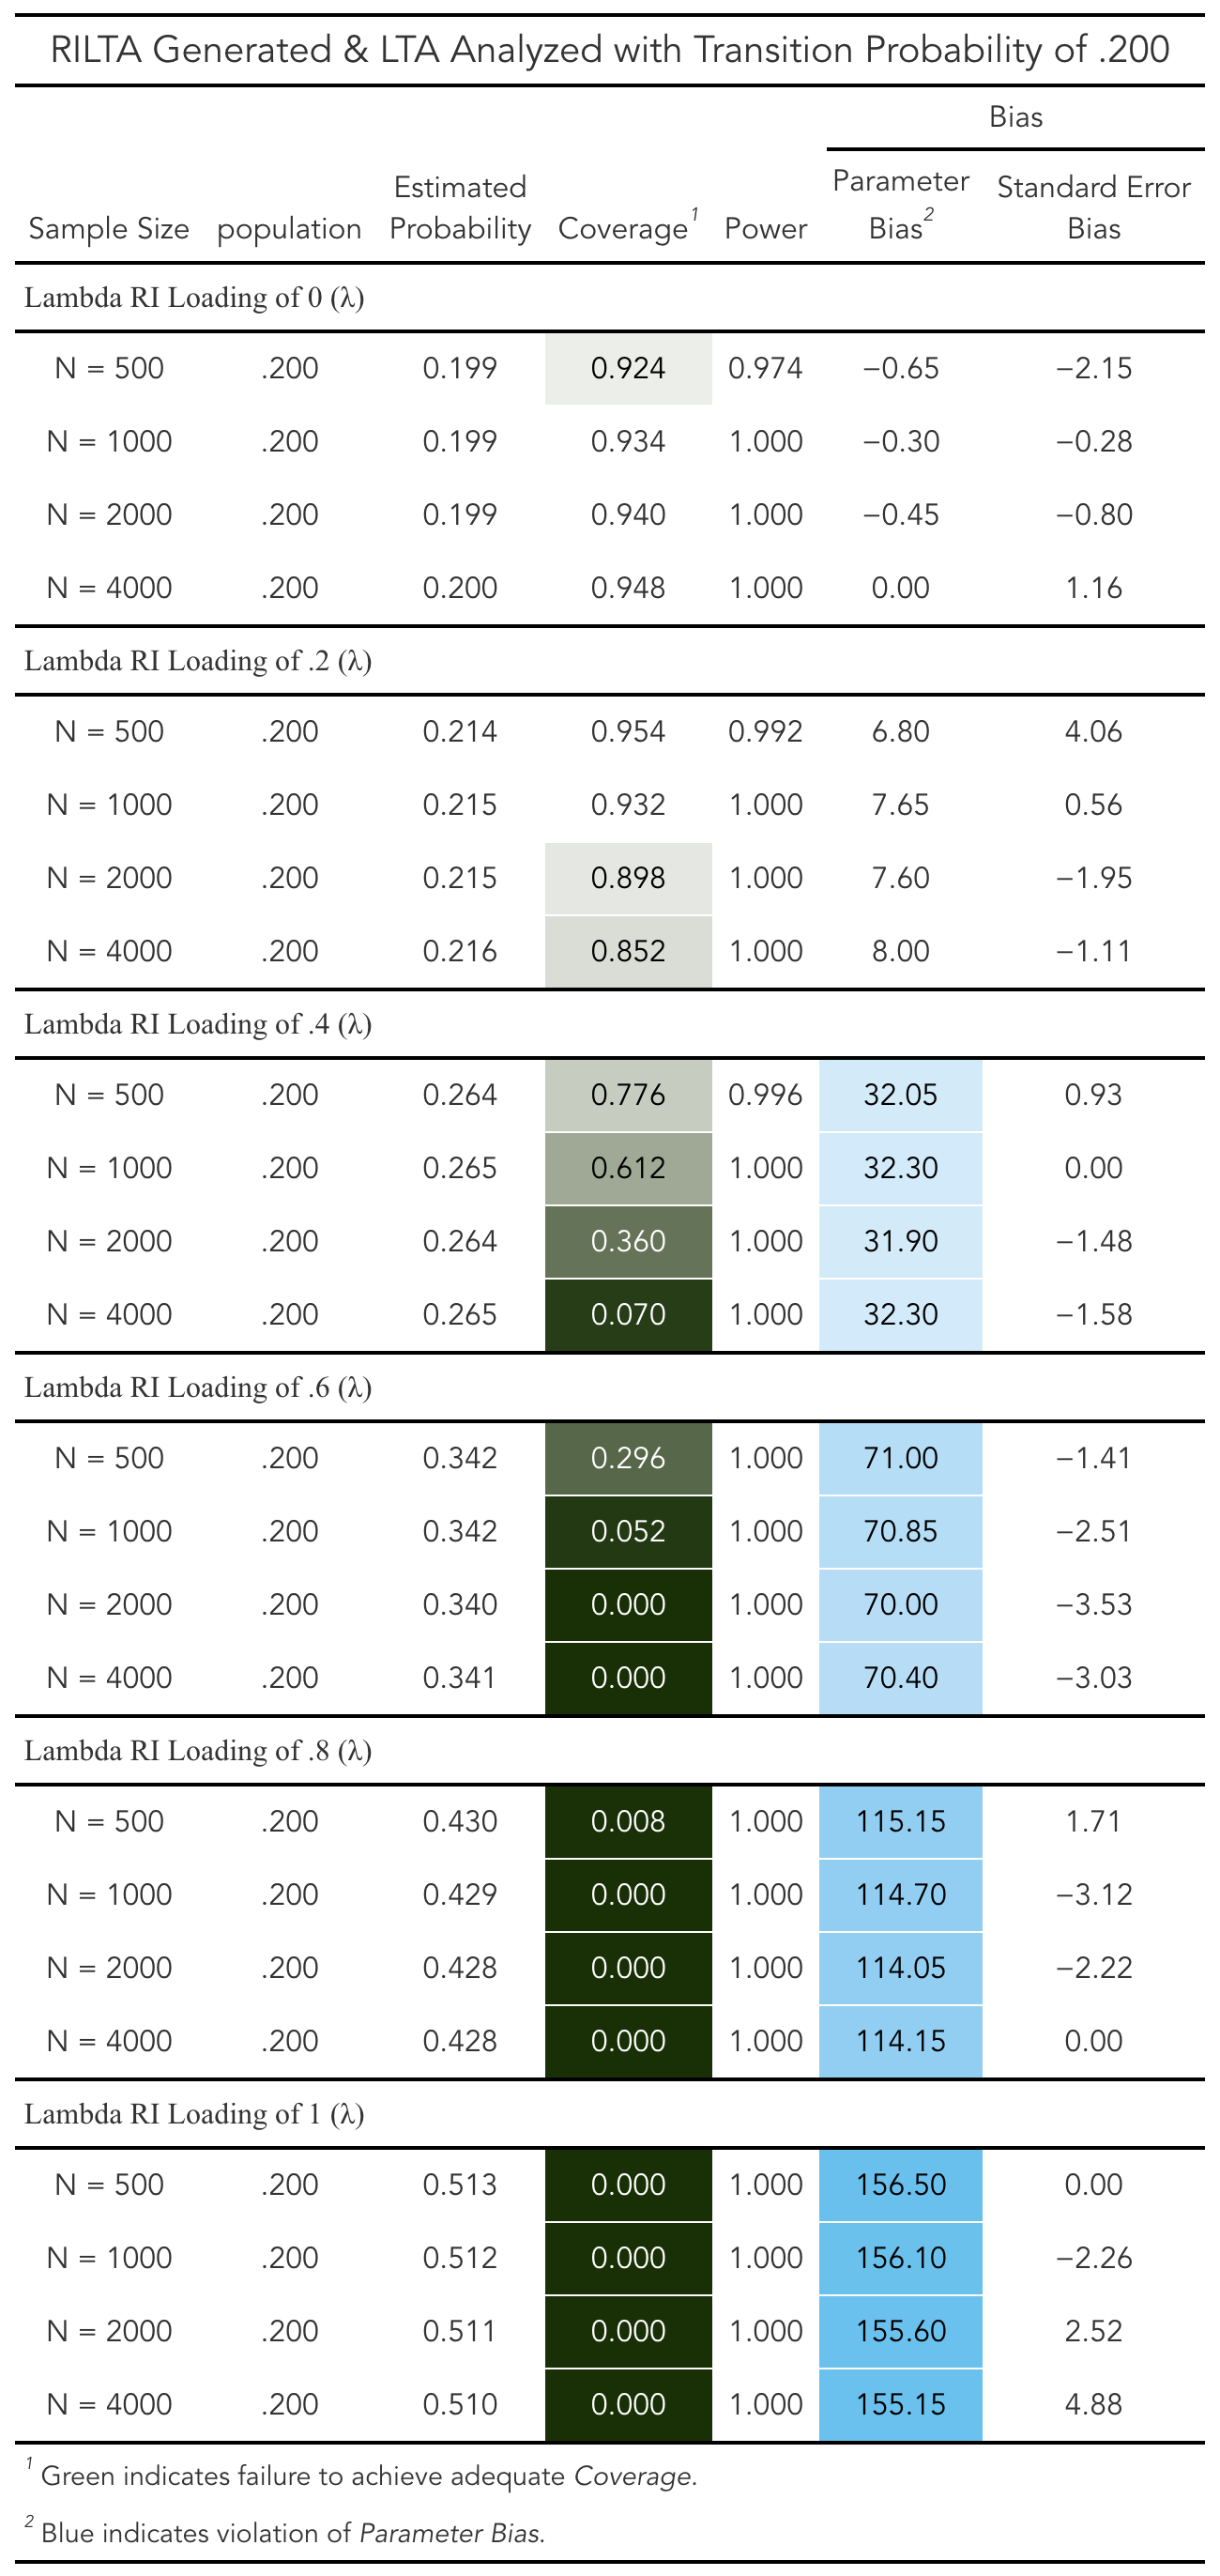 RILTA Generated & LTA Analyzed with Transition Probability of .200
Bias
Sample Size population Estimated Probability Coverage1 Power Parameter Bias2 Standard Error Bias
Lambda RI Loading of 0 (λ)
N = 500 .200 0.199 0.924 0.974 −0.65 −2.15
N = 1000 .200 0.199 0.934 1.000 −0.30 −0.28
N = 2000 .200 0.199 0.940 1.000 −0.45 −0.80
N = 4000 .200 0.200 0.948 1.000 0.00 1.16
Lambda RI Loading of .2 (λ)
N = 500 .200 0.214 0.954 0.992 6.80 4.06
N = 1000 .200 0.215 0.932 1.000 7.65 0.56
N = 2000 .200 0.215 0.898 1.000 7.60 −1.95
N = 4000 .200 0.216 0.852 1.000 8.00 −1.11
Lambda RI Loading of .4 (λ)
N = 500 .200 0.264 0.776 0.996 32.05 0.93
N = 1000 .200 0.265 0.612 1.000 32.30 0.00
N = 2000 .200 0.264 0.360 1.000 31.90 −1.48
N = 4000 .200 0.265 0.070 1.000 32.30 −1.58
Lambda RI Loading of .6 (λ)
N = 500 .200 0.342 0.296 1.000 71.00 −1.41
N = 1000 .200 0.342 0.052 1.000 70.85 −2.51
N = 2000 .200 0.340 0.000 1.000 70.00 −3.53
N = 4000 .200 0.341 0.000 1.000 70.40 −3.03
Lambda RI Loading of .8 (λ)
N = 500 .200 0.430 0.008 1.000 115.15 1.71
N = 1000 .200 0.429 0.000 1.000 114.70 −3.12
N = 2000 .200 0.428 0.000 1.000 114.05 −2.22
N = 4000 .200 0.428 0.000 1.000 114.15 0.00
Lambda RI Loading of 1 (λ)
N = 500 .200 0.513 0.000 1.000 156.50 0.00
N = 1000 .200 0.512 0.000 1.000 156.10 −2.26
N = 2000 .200 0.511 0.000 1.000 155.60 2.52
N = 4000 .200 0.510 0.000 1.000 155.15 4.88
1 Green indicates failure to achieve adequate Coverage.
2 Blue indicates violation of Parameter Bias.